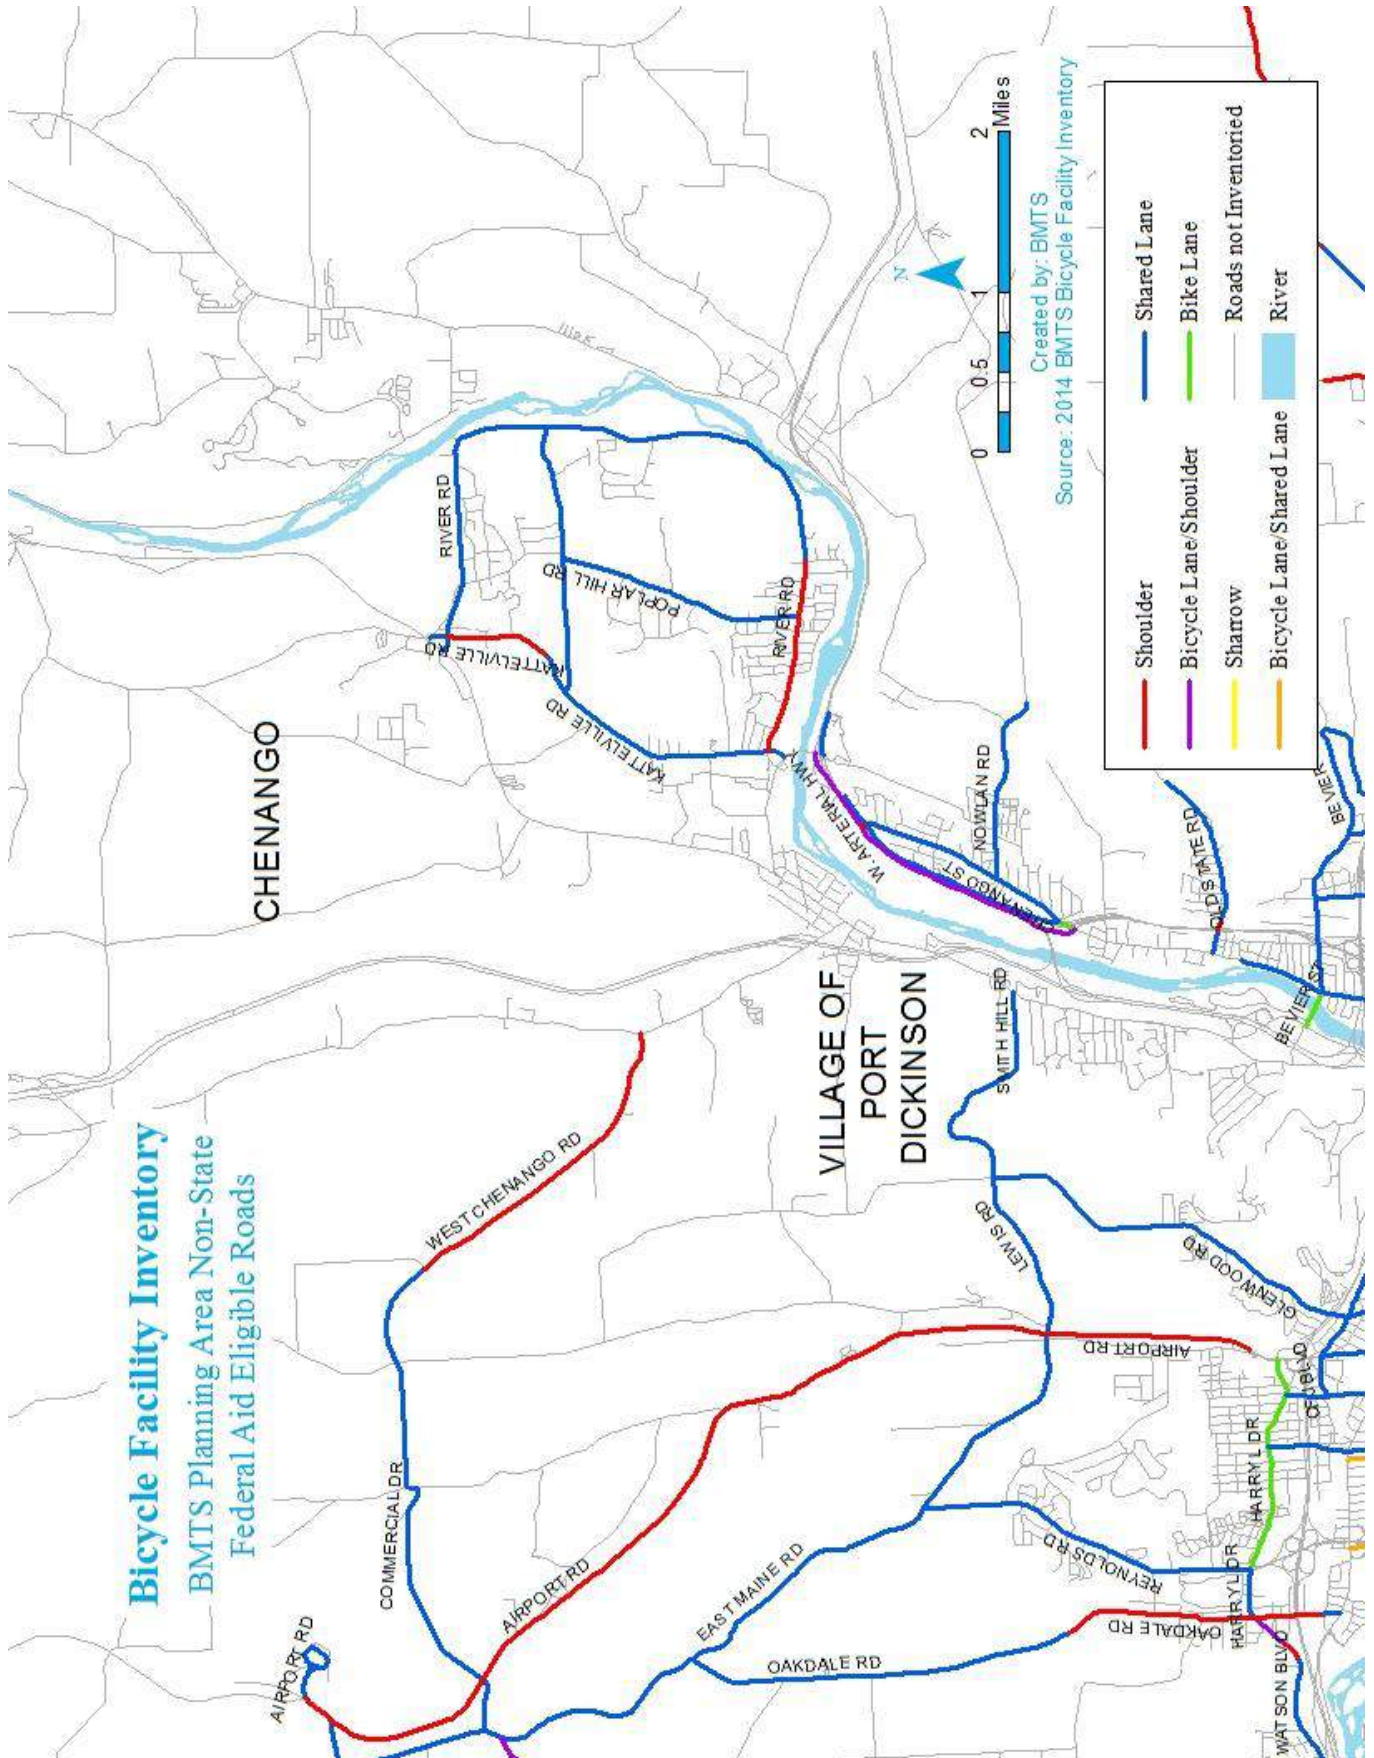 Bicycle Facility Inventory
BMTS Planning Area Non-State
Federal Aid Eligible Roads
CHENANGO
VILLAGE OF
PORT
DICKINSON
AIRPORT RD
COMMERCIAL DR
WEST CHENANGO RD
AIRPORT RD
EAST MAINE RD
OAKDALE RD
REYNOLDS RD
OAKDALE RD
HARRY L DR
HARRY L DR
WATSON BLVD
AIRPORT RD
LEWIS RD
GLENWOOD RD
SMITH HILL RD
BEVIER ST
OLD STATE RD
BEVIER
NOWLAN RD
CHENANGO ST
W ARTERIAL HWY
KATTELVILLE RD
KATTELVILLE RD
KATTELVILLE RD
RIVER RD
RIVER RD
POPLAR HILL RD
N
0 0.5 1 2
Miles
Created by: BMTS
Source: 2014 BMTS Bicycle Facility Inventory
Shoulder
Bicycle Lane/Shoulder
Sharrow
Bicycle Lane/Shared Lane
Shared Lane
Bike Lane
Roads not Inventoried
River